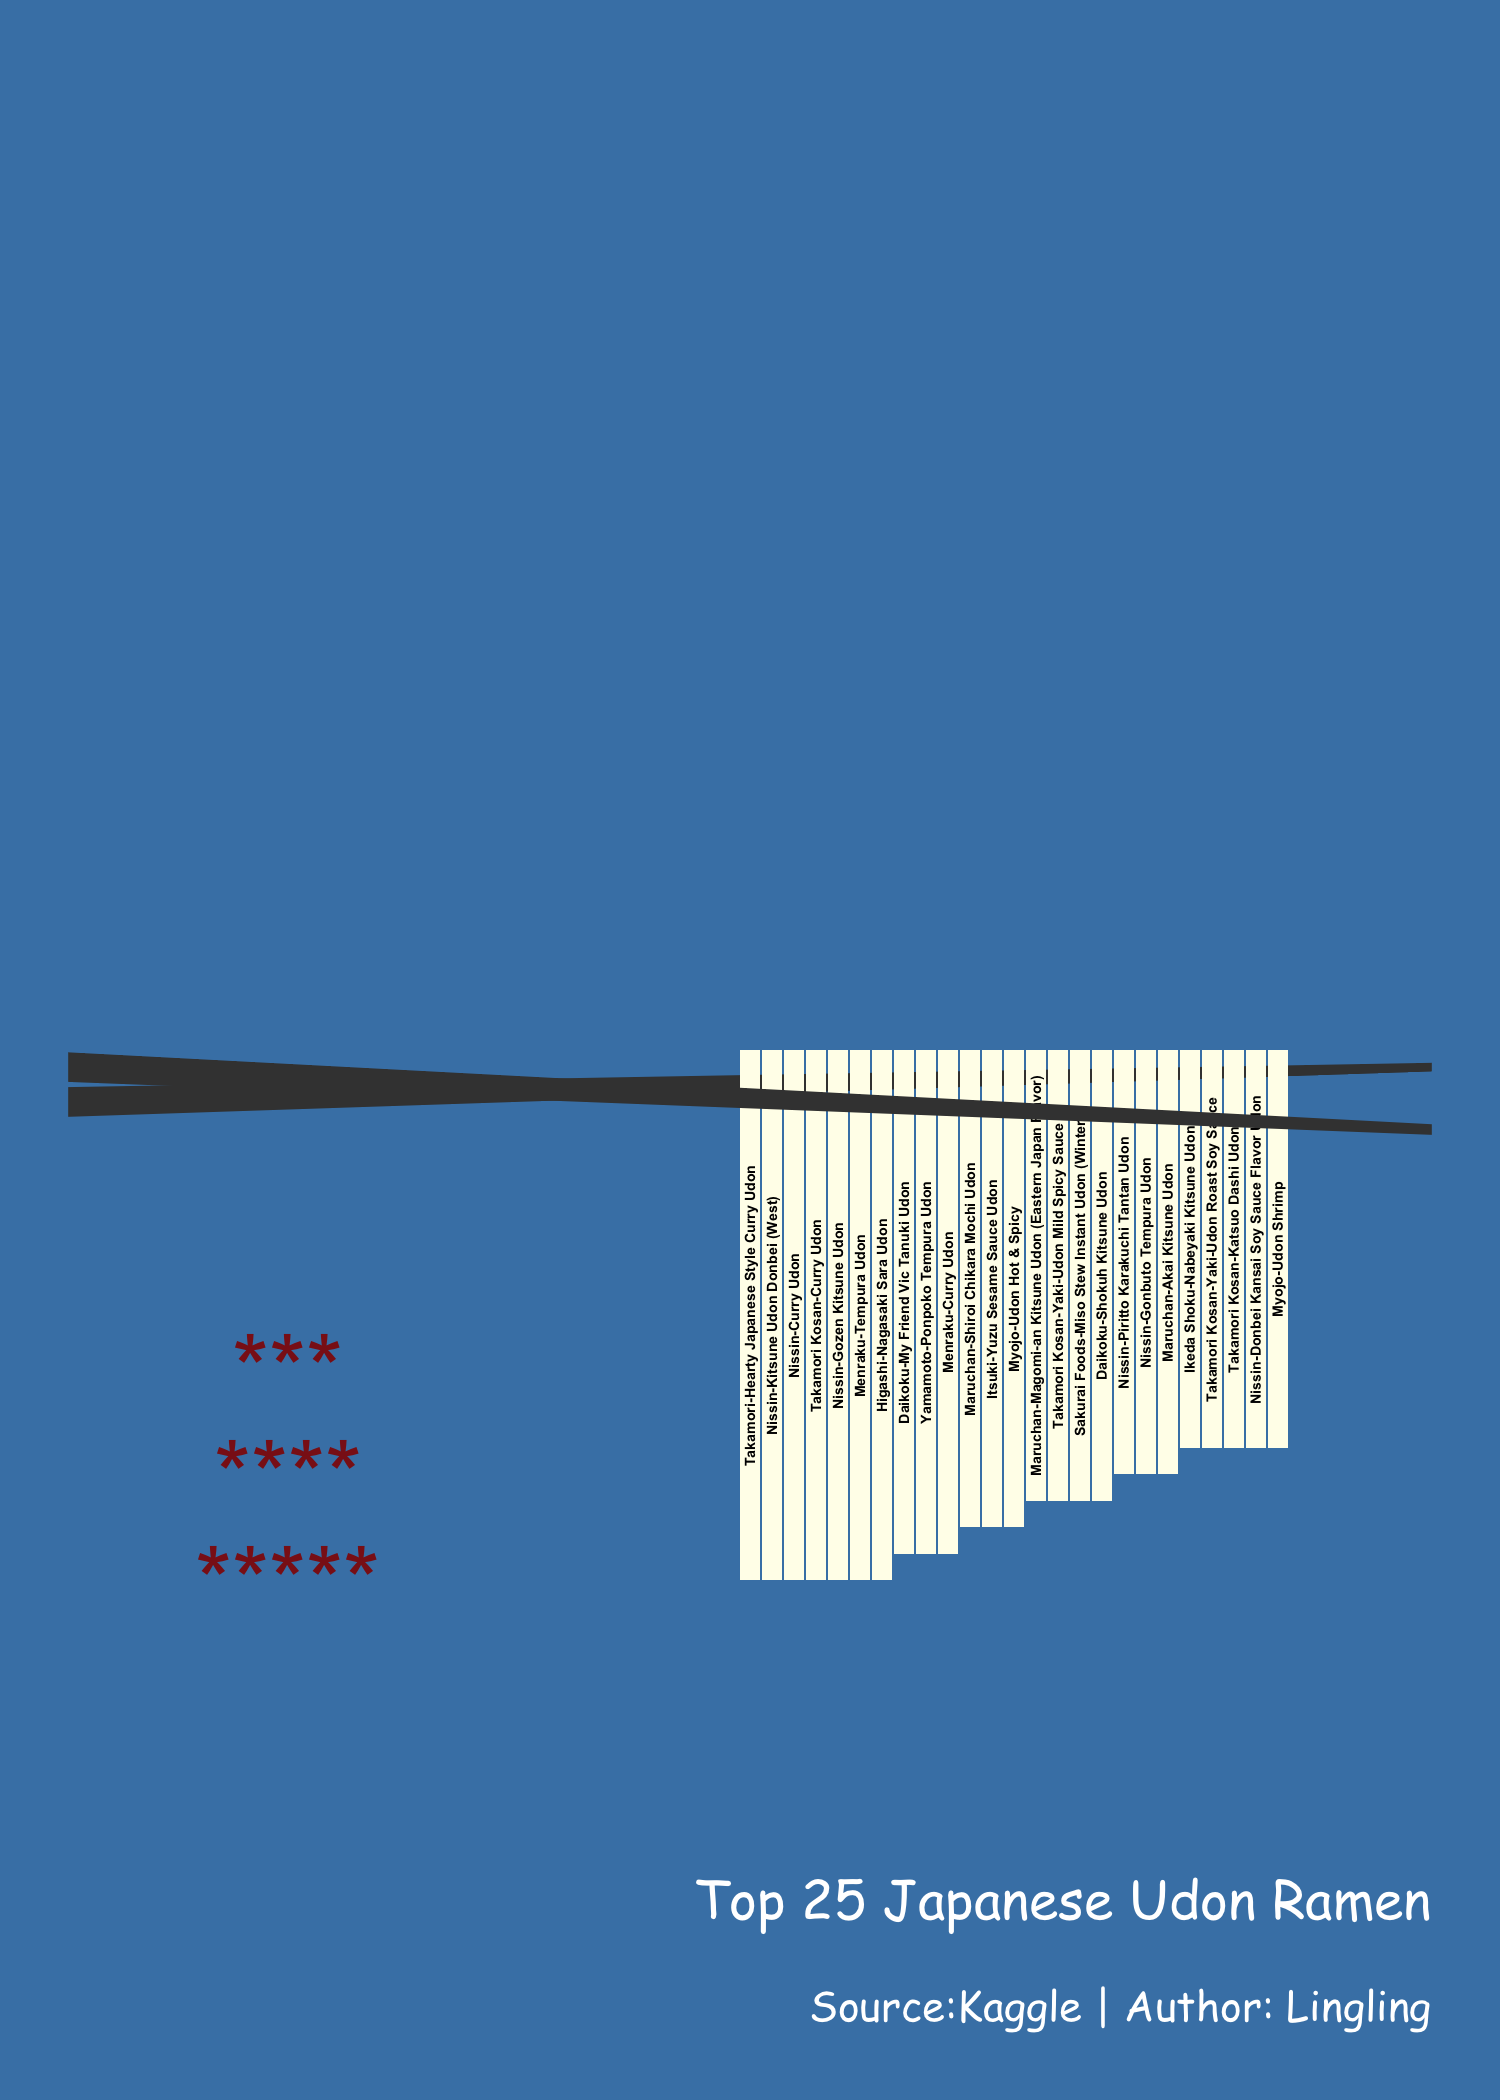 Takamori-Hearty Japanese Style Curry Udon
Nissin-Kitsune Udon Donbei (West)
Nissin-Curry Udon
Takamori Kosan-Curry Udon
Nissin-Gozen Kitsune Udon
Menraku-Tempura Udon
Higashi-Nagasaki Sara Udon
Daikoku-My Friend Vic Tanuki Udon
Yamamoto-Ponpoko Tempura Udon
Menraku-Curry Udon
Maruchan-Shiroi Chikara Mochi Udon
Itsuki-Yuzu Sesame Sauce Udon
Myojo-Udon Hot & Spicy
Maruchan-Magomi-an Kitsune Udon (Eastern Japan
Takamori Kosan-Yaki-Udon Mild Spicy Sauce
Sakurai Foods-Miso Stew Instant Udon (Winter
Daikoku-Shokuh Kitsune Udon
Nissin-Piritto Karakuchi Tantan Udon
Nissin-Gonbuto Tempura Udon
Maruchan-Akai Kitsune Udon
Ikeda Shoku-Nabeyaki Kitsune Udon
Takamori Kosan-Yaki-Udon Roast Soy Sauce
Takamori Kosan-Katsuo Dashi Udon
Nissin-Donbei Kansai Soy Sauce Flavor Udon
Myojo-Udon Shrimp
***
****
*****
Top 25 Japanese Udon Ramen
Source:Kaggle | Author: Lingling